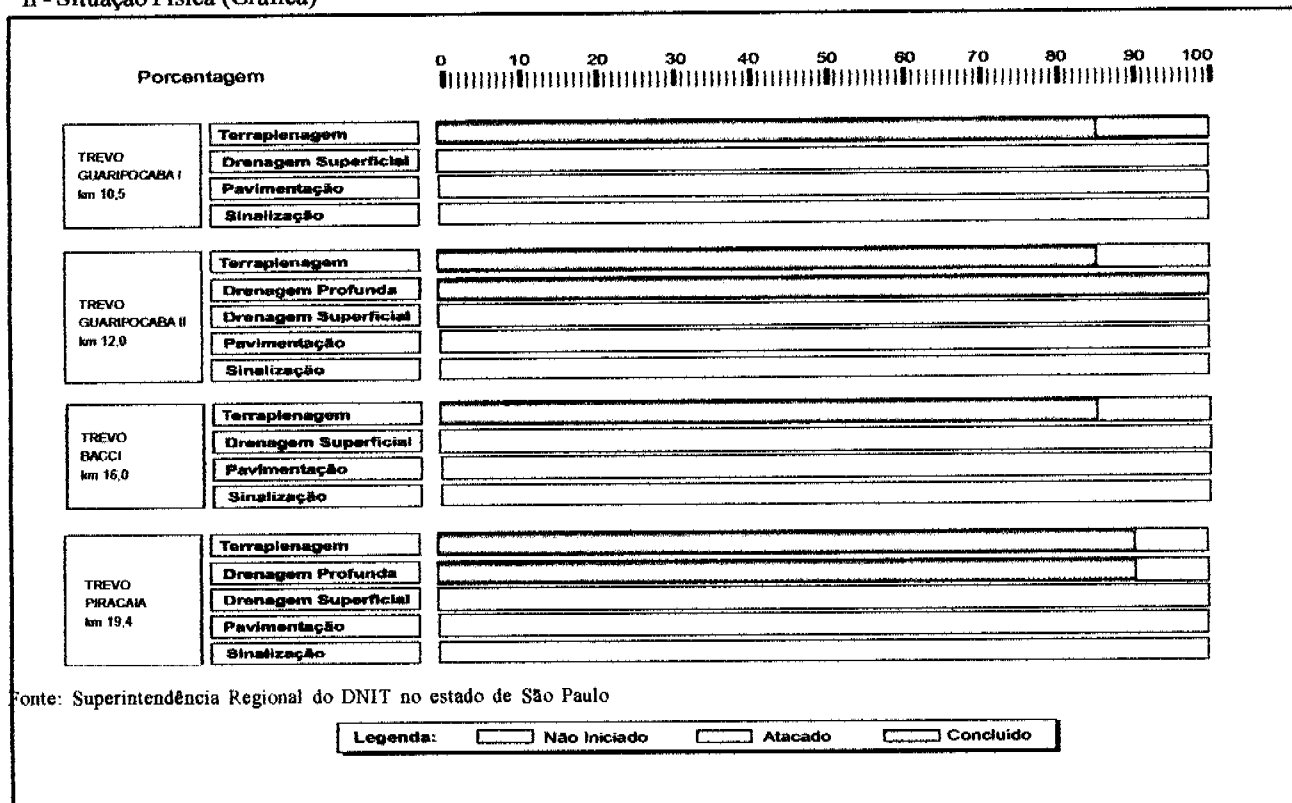 II - Situação Física (Gráfica)
Porcentagem
0 10 20 30 40 50 60 70 80 90 100
TREVO
GUARIPOCABA I
km 10,5
Terraplenagem
Drenagem Superficial
Pavimentação
Sinalização
TREVO
GUARIPOCABA II
km 12,0
Terraplenagem
Drenagem Profunda
Drenagem Superficial
Pavimentação
Sinalização
TREVO
BACCI
km 16,0
Terraplenagem
Drenagem Superficial
Pavimentação
Sinalização
TREVO
PIRACAIA
km 19,4
Terraplenagem
Drenagem Profunda
Drenagem Superficial
Pavimentação
Sinalização
Fonte: Superintendência Regional do DNIT no estado de São Paulo
Legenda: Não Iniciado Atacado Concluído